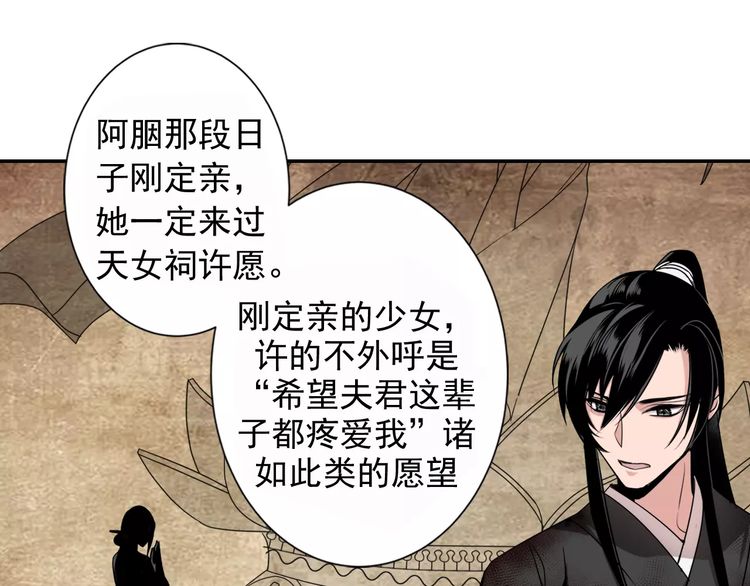 阿胭那段日
子刚定亲，
她一定来过
天女祠许愿。
刚定亲的少女，
许的不外呼是
“希望夫君这辈
子都疼爱我”诸
如此类的愿望